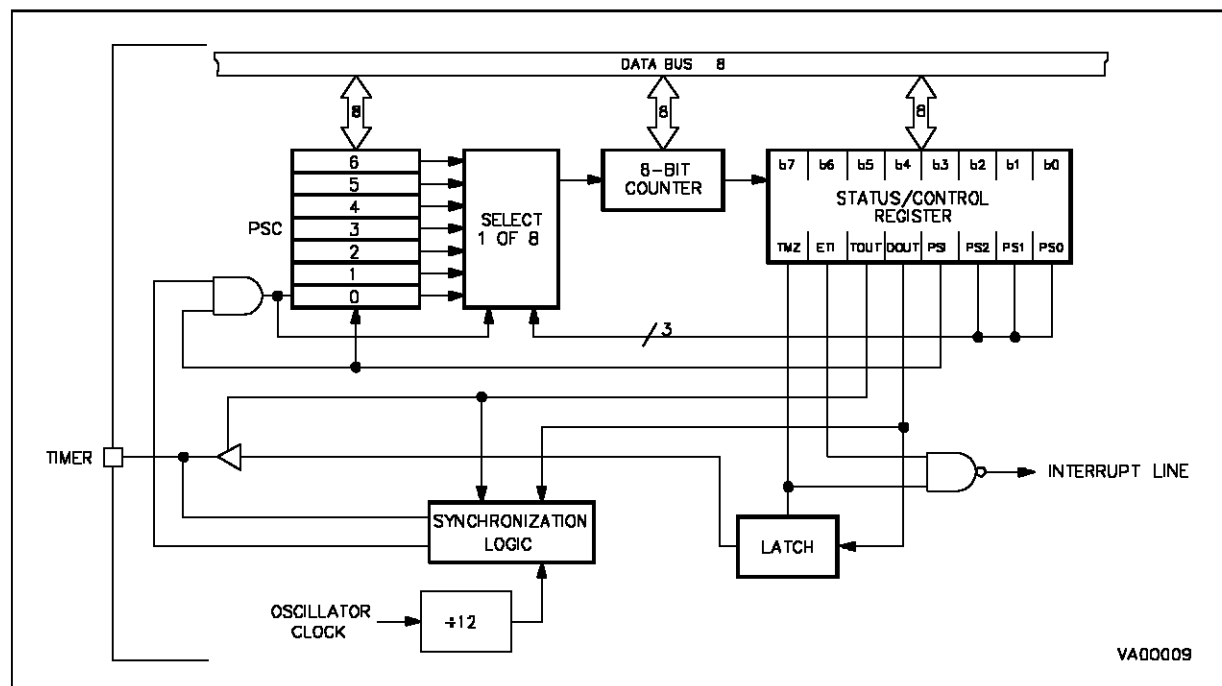 DATA BUS 8
8 8 8
6
5
4
3
2
1
0
PSC
SELECT
1 OF 8
8-BIT
COUNTER
b7 b6 b5 b4 b3 b2 b1 b0
STATUS/CONTROL
REGISTER
TMZ ETI TOUT DOUT PSI PS2 PS1 PS0
3
TIMER
SYNCHRONIZATION
LOGIC
LATCH
INTERRUPT LINE
OSCILLATOR
CLOCK
÷12
VA00009